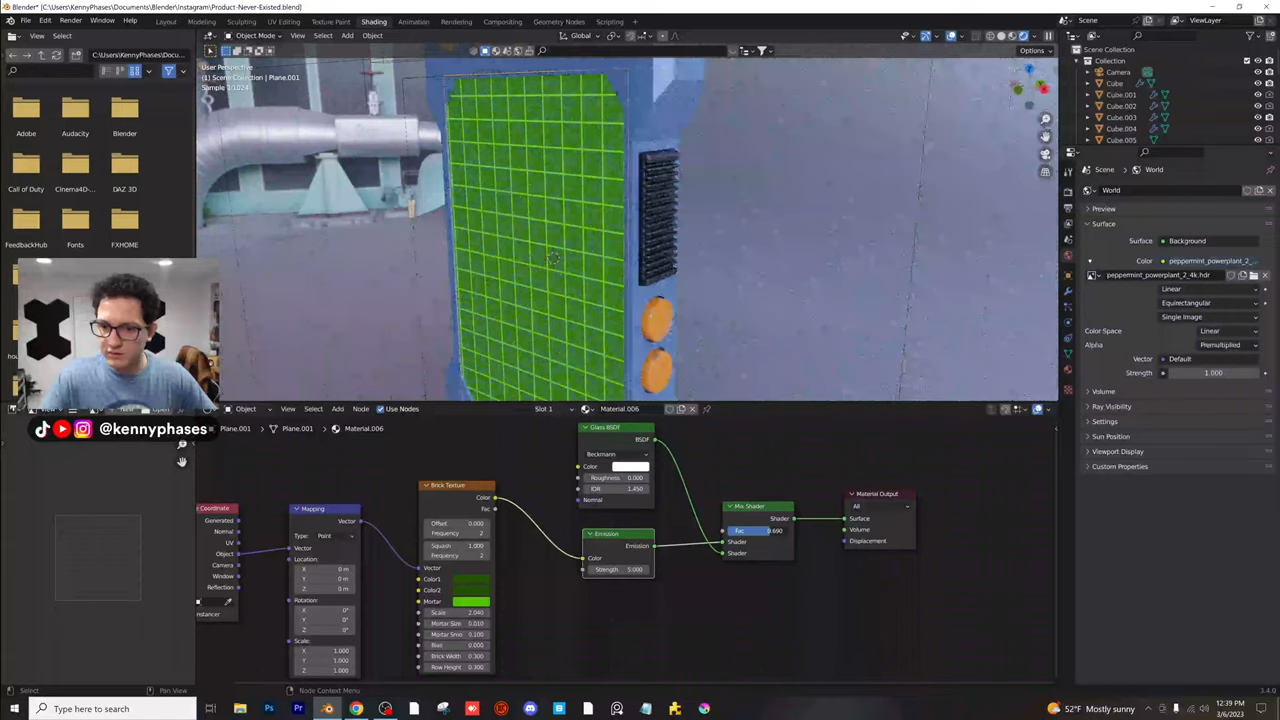 Blender* [C:\Users\KennyPhases\Documents\Blender\Instagram\Product-Never-Existed.blend]
File Edit Render Window Help Layout Modeling Sculpting UV Editing Texture Paint Shading Animation Rendering Compositing Geometry Nodes Scripting + Scene ViewLayer
View Select C:\Users\KennyPhases\Docu... Object Mode View Select Add Object Global Options
User Perspective
(1) Scene Collection | Plane.001
Sample 1/1024
Adobe Audacity Blender
Call of Duty Cinema4D-... DAZ 3D
FeedbackHub Fonts FXHOME
@kennyphases
Scene Collection
Collection
Camera
Cube
Cube.001
Cube.002
Cube.003
Cube.004
Cube.005
Scene > World
World
Preview
Surface
Surface Background
Color peppermint_powerplant_2_...
peppermint_powerplant_2_4k.hdr
Linear
Equirectangular
Single Image
Color Space Linear
Alpha Premultiplied
Vector Default
Strength 1.000
Volume
Ray Visibility
Settings
Sun Position
Viewport Display
Custom Properties
Object View Select Add Node Use Nodes Slot 1 Material.006
Plane.001 > Plane.001 > Material.006
Coordinate
Generated
Normal
UV
Object
Camera
Window
Reflection
Mapping
Vector
Type: Point
Vector
Location:
X 0 m
Y 0 m
Z 0 m
Rotation:
X 0°
Y 0°
Z 0°
Scale:
X 1.000
Y 1.000
Z 1.000
Brick Texture
Color
Fac
Offset 0.000
Frequency 2
Squash 1.000
Frequency 2
Vector
Color1
Color2
Mortar
Scale 2.040
Mortar Size 0.010
Mortar Smo 0.100
Bias 0.000
Brick Width 0.300
Row Height 0.300
Glass BSDF
BSDF
Beckmann
Color
Roughness 0.000
IOR 1.450
Normal
Emission
Emission
Color
Strength 5.000
Mix Shader
Shader
Fac 0.690
Shader
Shader
Material Output
All
Surface
Volume
Displacement
Select Pan View Node Context Menu 3.4.0
Type here to search 52°F Mostly sunny 12:39 PM
3/6/2023